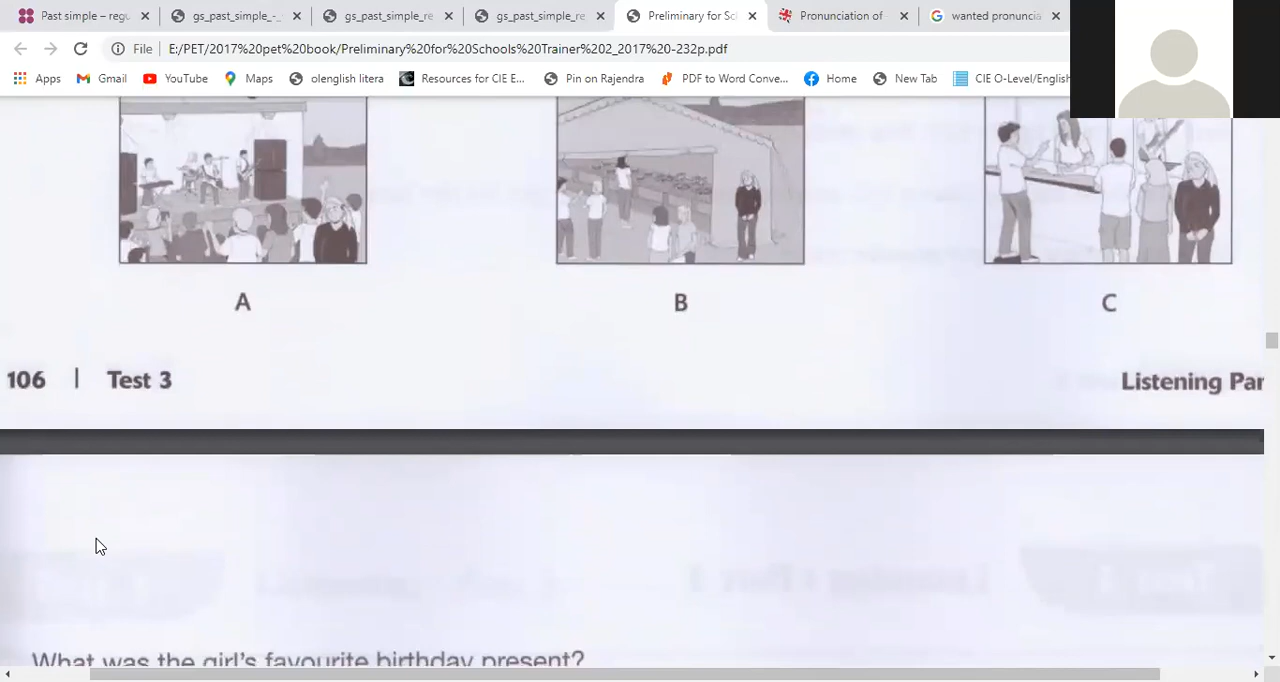 Past simple – regu
gs_past_simple_-_
gs_past_simple_re
gs_past_simple_re
Preliminary for Sc
Pronunciation of
wanted pronuncia
File
E:/PET/2017%20pet%20book/Preliminary%20for%20Schools%20Trainer%202_2017%20-232p.pdf
Apps
Gmail
YouTube
Maps
olenglish litera
Resources for CIE E...
Pin on Rajendra
PDF to Word Conve...
Home
New Tab
CIE O-Level/English
A
B
C
106 | Test 3
Listening Par
What was the girl's favourite birthday present?